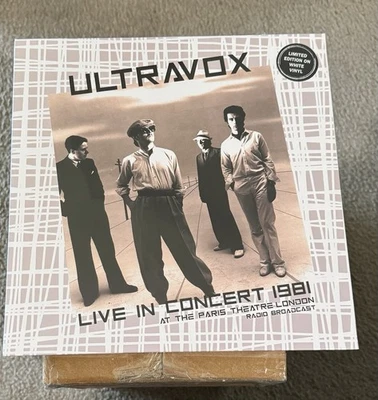 ULTRAVOX
LIMITED
EDITION ON
WHITE
VINYL
LIVE IN CONCERT 1981
AT THE PARIS THEATRE.LONDON
RADIO BROADCAST